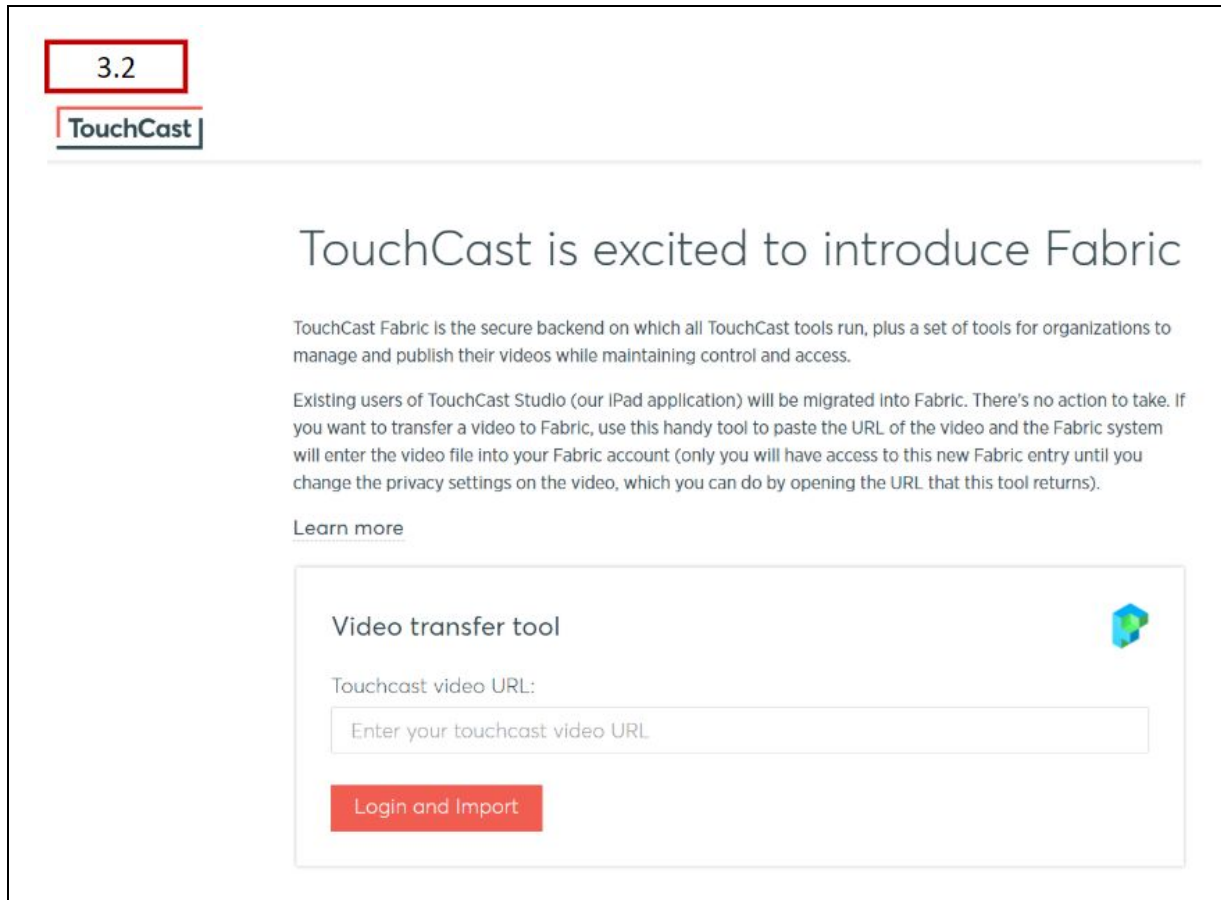 3.2
TouchCast
TouchCast is excited to introduce Fabric
TouchCast Fabric is the secure backend on which all TouchCast tools run, plus a set of tools for organizations to
manage and publish their videos while maintaining control and access.
Existing users of TouchCast Studio (our iPad application) will be migrated into Fabric. There's no action to take. If
you want to transfer a video to Fabric, use this handy tool to paste the URL of the video and the Fabric system
will enter the video file into your Fabric account (only you will have access to this new Fabric entry until you
change the privacy settings on the video, which you can do by opening the URL that this tool returns).
Learn more
Video transfer tool
Touchcast video URL:
Enter your touchcast video URL
Login and Import